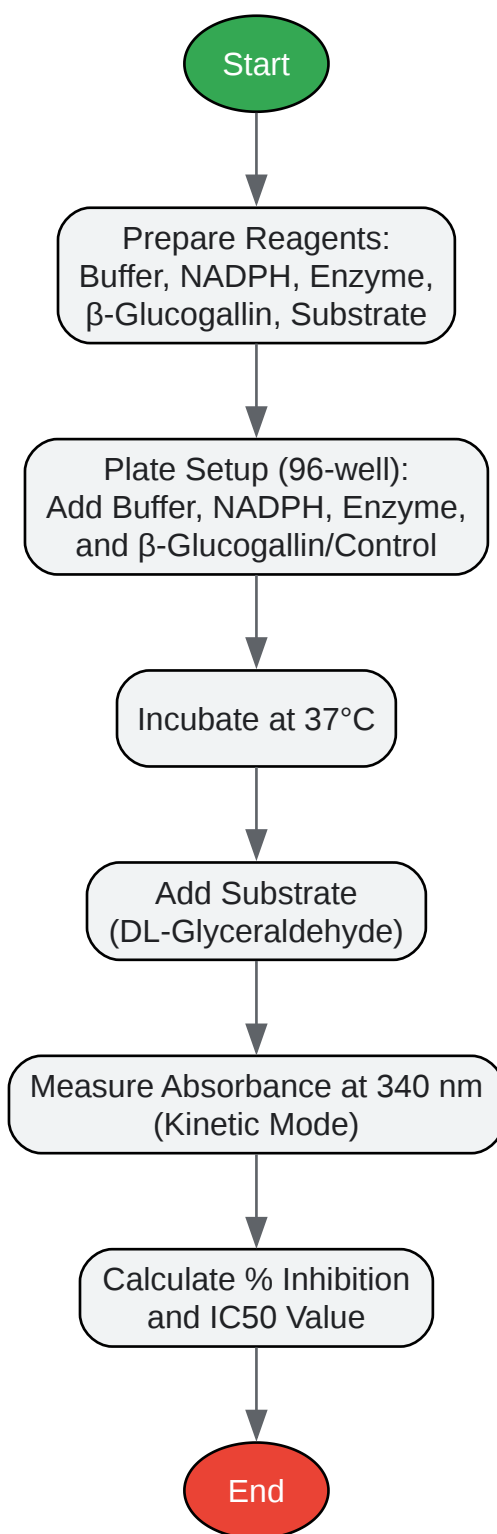 Start
Prepare Reagents:
Buffer, NADPH, Enzyme,
β-Glucogallin, Substrate
Plate Setup (96-well):
Add Buffer, NADPH, Enzyme,
and β-Glucogallin/Control
Incubate at 37°C
Add Substrate
(DL-Glyceraldehyde)
Measure Absorbance at 340 nm
(Kinetic Mode)
Calculate % Inhibition
and IC50 Value
End